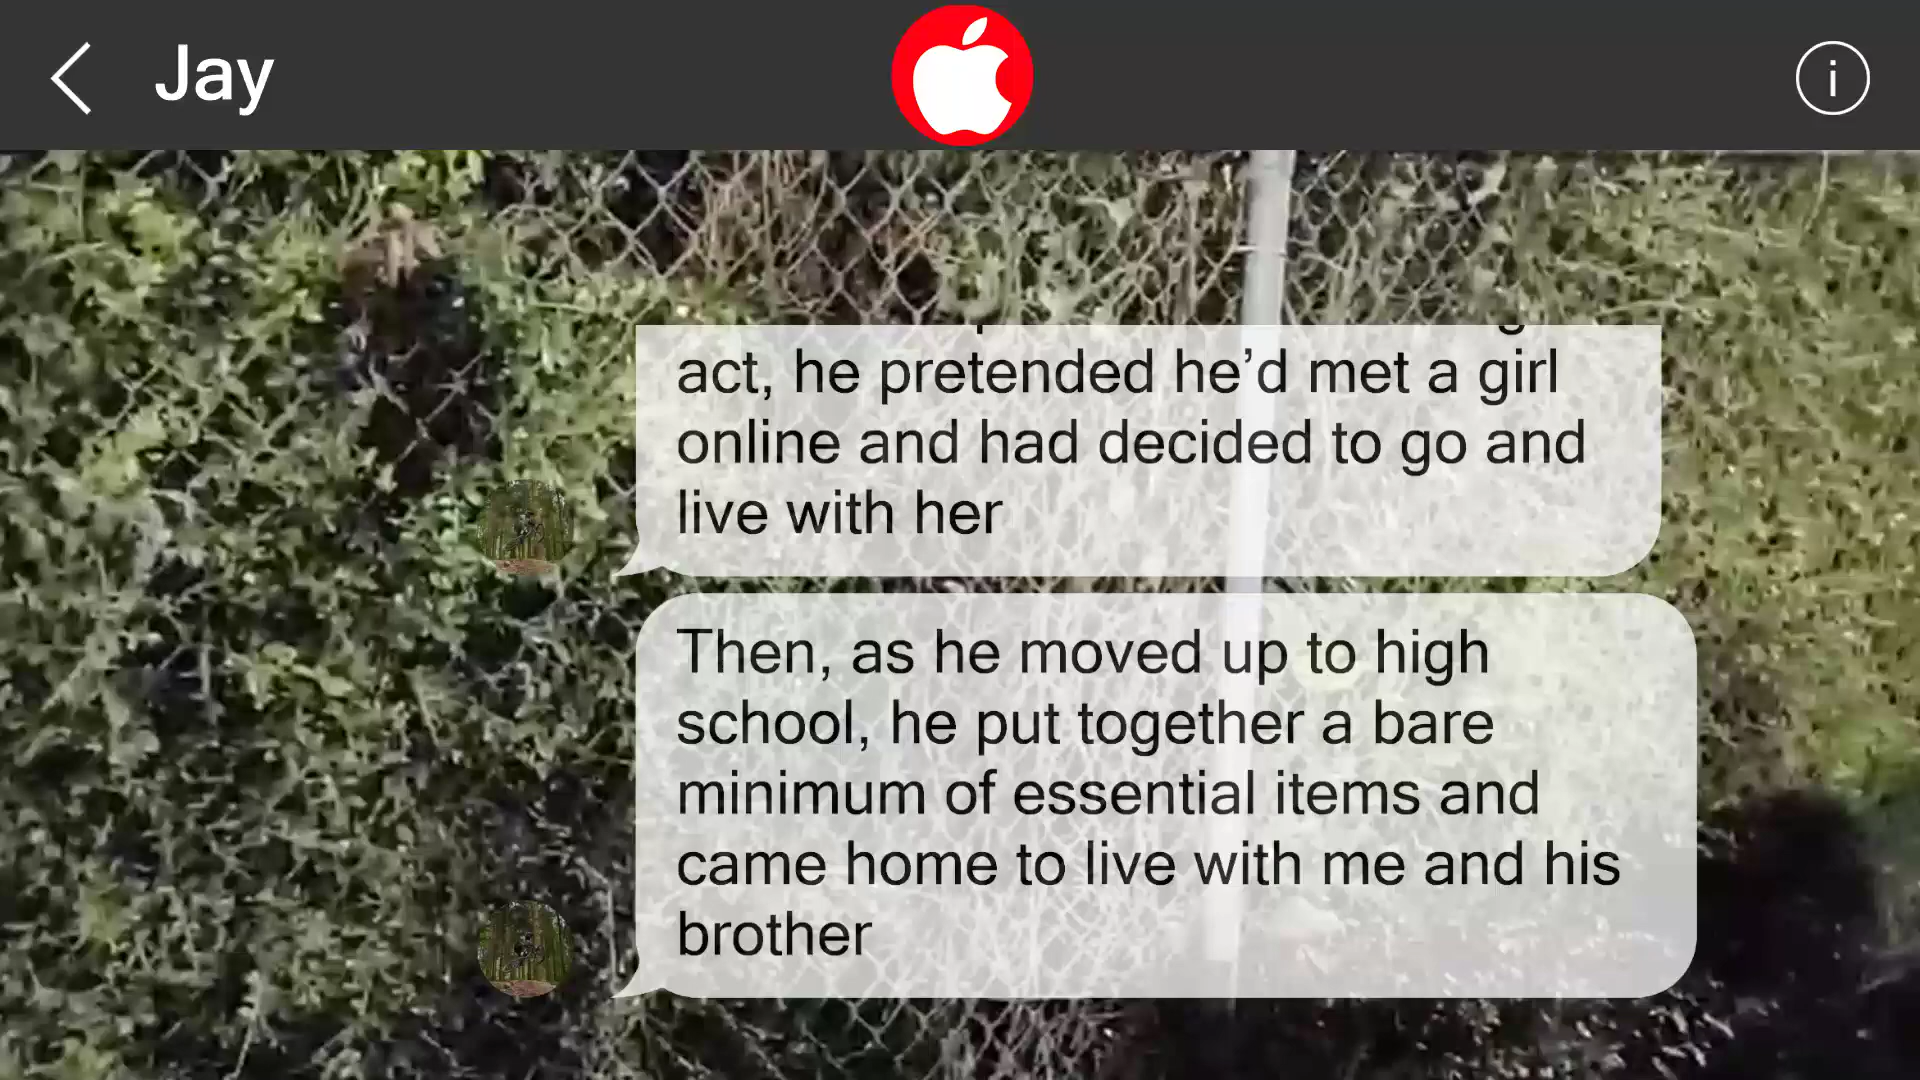 Jay
i
act, he pretended he’d met a girl
online and had decided to go and
live with her
Then, as he moved up to high
school, he put together a bare
minimum of essential items and
came home to live with me and his
brother